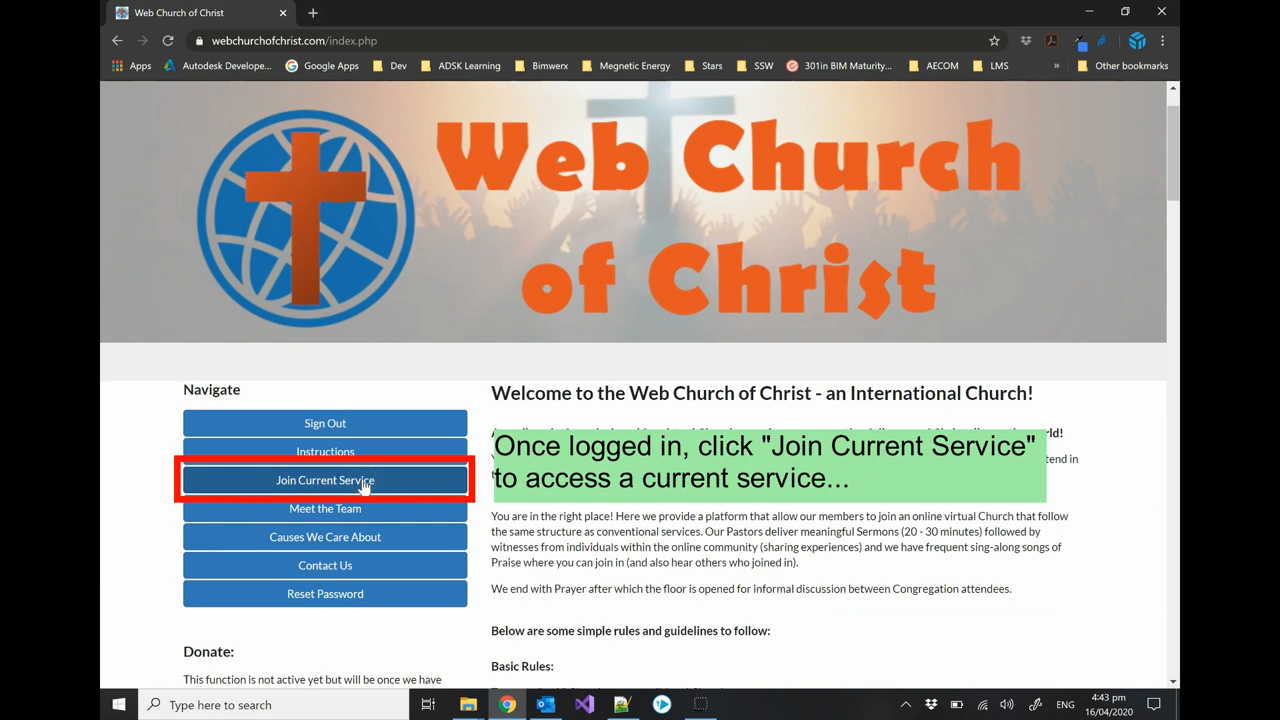 Web Church of Christ
webchurchofchrist.com/index.php
Apps
Autodesk Develope...
Google Apps
Dev
ADSK Learning
Bimwerx
Megnetic Energy
Stars
SSW
301in BIM Maturity...
AECOM
LMS
»
Other bookmarks
Web Church
of Christ
Navigate
Sign Out
Instructions
Join Current Service
Meet the Team
Causes We Care About
Contact Us
Reset Password
Donate:
This function is not active yet but will be once we have
Welcome to the Web Church of Christ - an International Church!
Once logged in, click "Join Current Service"
to access a current service...
You are in the right place! Here we provide a platform that allow our members to join an online virtual Church that follow
the same structure as conventional services. Our Pastors deliver meaningful Sermons (20 - 30 minutes) followed by
witnesses from individuals within the online community (sharing experiences) and we have frequent sing-along songs of
Praise where you can join in (and also hear others who joined in).
We end with Prayer after which the floor is opened for informal discussion between Congregation attendees.
Below are some simple rules and guidelines to follow:
Basic Rules:
Type here to search
ENG
4:43 pm
16/04/2020